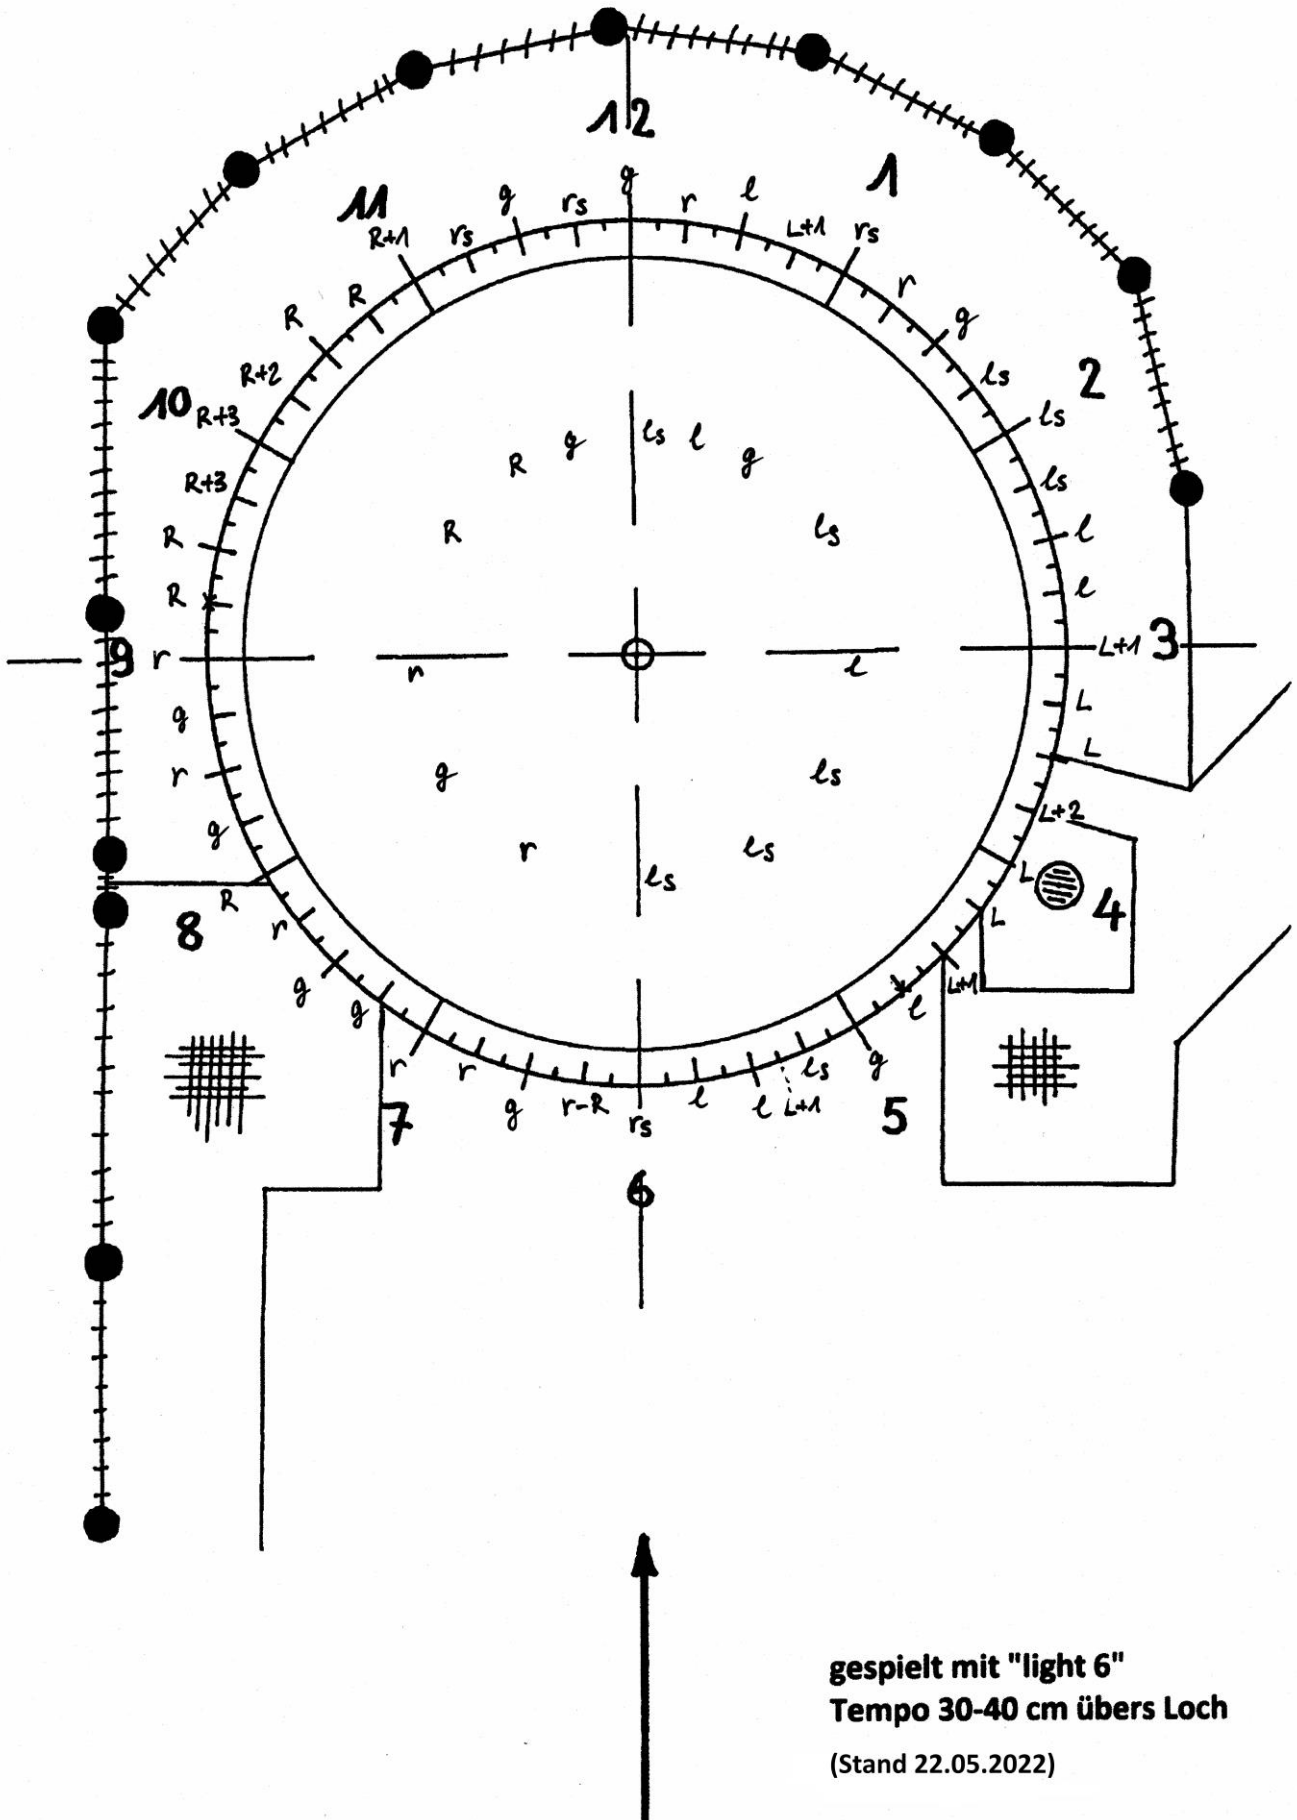 12
11
1
g
rs
g
rs
R+1
r
l
L+1
rs
R
R
R+2
10
R+3
R+3
R
R
9
r
g
r
g
R
8
r
g
g
r
7
r
g
r-R
rs
6
r
g
ls
2
ls
ls
l
l
L+1
3
L
L
L+2
L
4
L
L+1
l
g
5
ls
L+1
l
l
R
g
ls
l
g
R
ls
r
l
g
ls
r
ls
ls
gespielt mit "light 6"
Tempo 30-40 cm übers Loch
(Stand 22.05.2022)